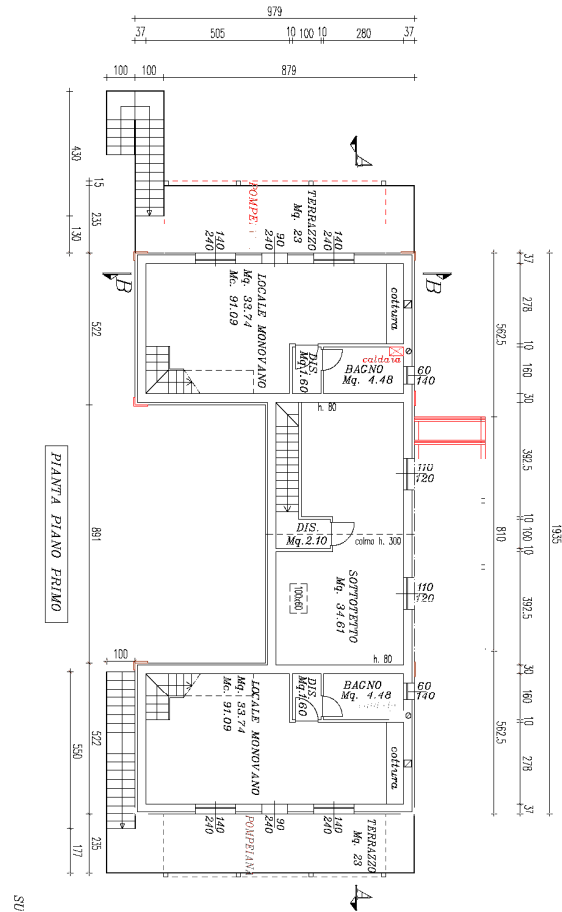 979
37 505 10 100 10 280 37
100 100 879
430
15
235
130
522
891
100
522
550
235
177
37
278
10
160
30
562.5
392.5
10 100 10
392.5
810
1935
30
160
10
278
37
562.5
TERRAZZO
Mq. 23
140
240
90
240
140
240
B
B
LOCALE MONOVANO
Mq. 33.74
Mc. 91.09
cottura
caldaia
DIS.
Mq.1.60
BAGNO
Mq. 4.48
60
140
h. 80
110
120
DIS.
Mq.2.10
colmo h. 300
110
120
SOTTOTETTO
Mq. 34.61
100x60
h. 80
PIANTA PIANO PRIMO
DIS.
Mq.1.60
BAGNO
Mq. 4.48
60
140
LOCALE MONOVANO
Mq. 33.74
Mc. 91.09
cottura
140
240
90
240
140
240
POMPEIANA
TERRAZZO
Mq. 23
SU